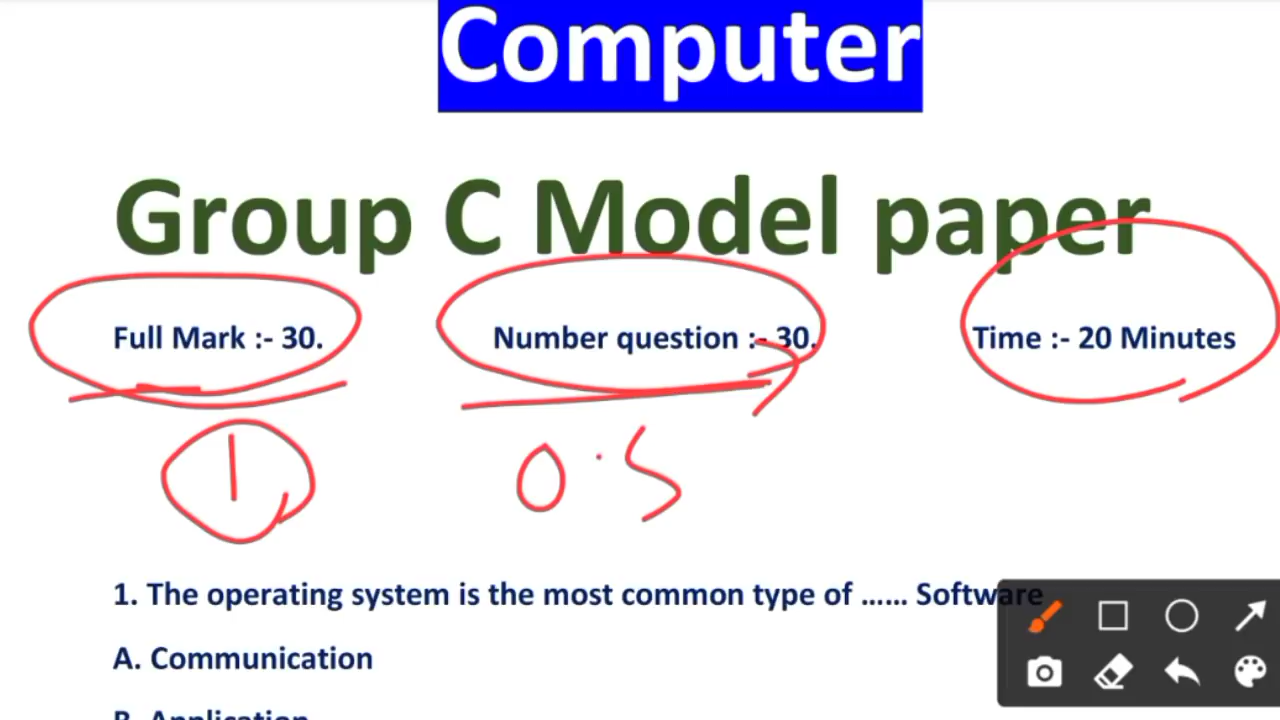 Computer
Group C Model paper
Full Mark :- 30. Number question :- 30. Time :- 20 Minutes
1, 0.5
1. The operating system is the most common type of ...... Software
A. Communication
B. Application